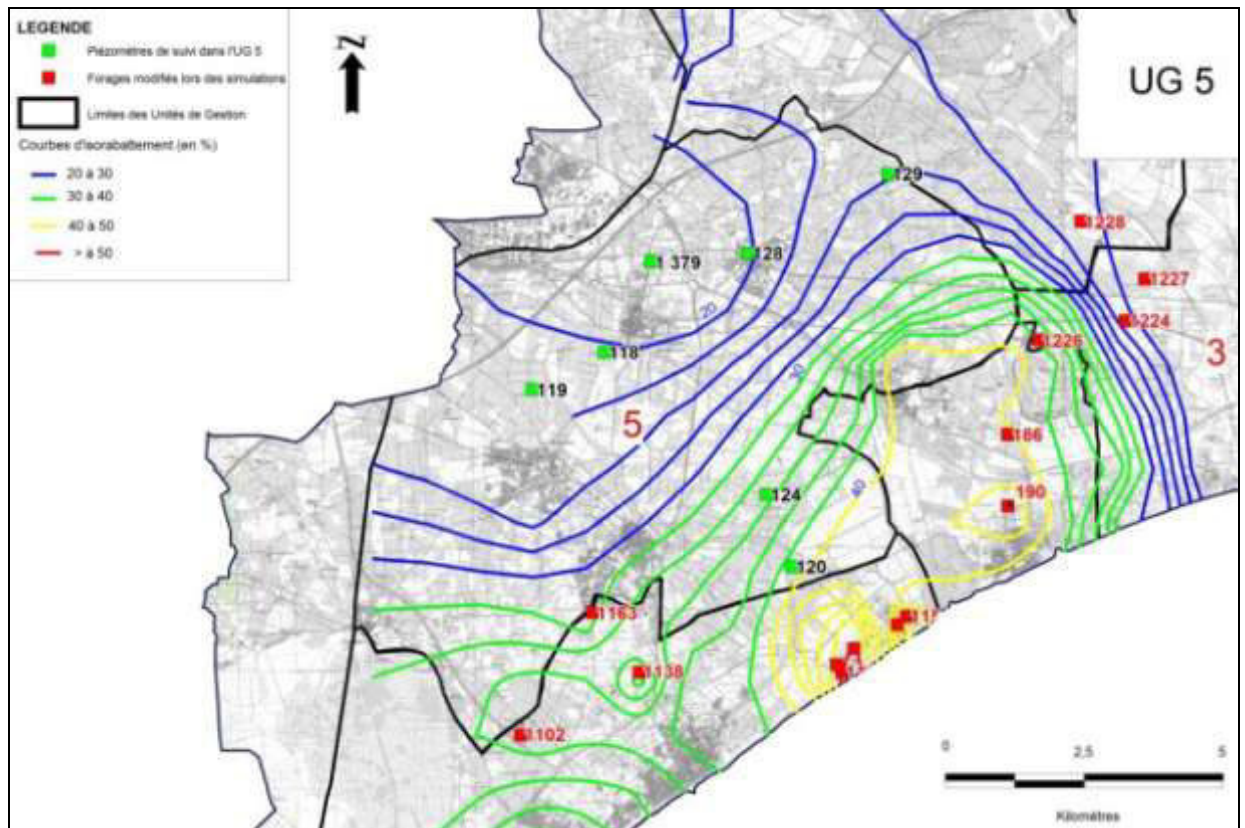 LEGENDE
Piézomètres de suivi dans l'UG 5
Forages modifiés lors des simulations
Limites des Unités de Gestion
Courbes d'isorabattement (en %)
20 à 30
30 à 40
40 à 50
> à 50
Z
UG 5
129
1228
128
1 379
1227
20
1224
3
118
1226
30
119
5
186
40
190
124
120
1163
1138
1102
0
2,5
5
Kilomètres